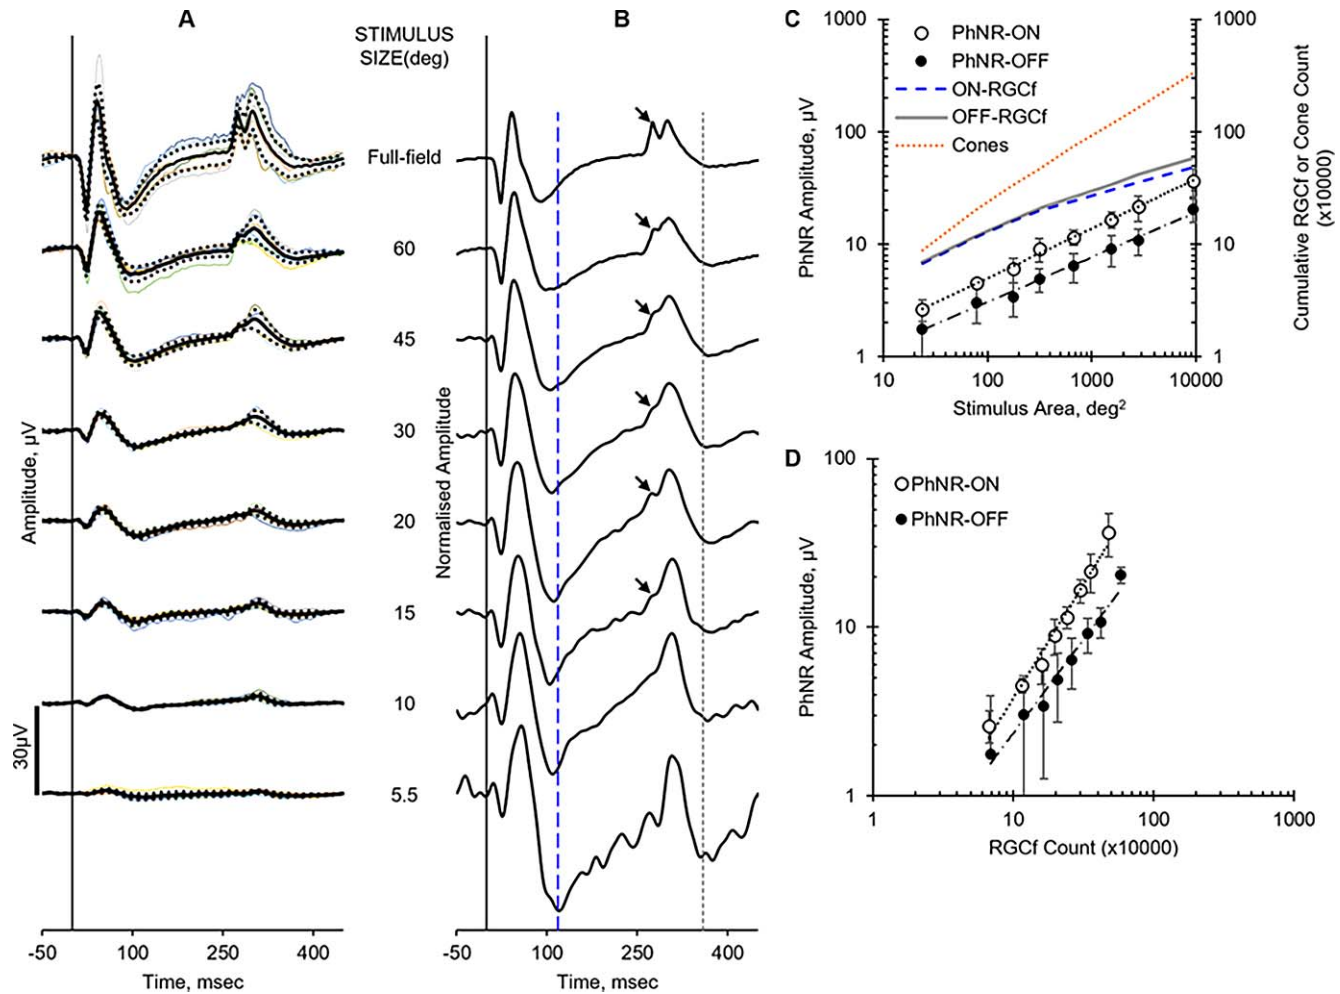 A
B
C
D
STIMULUS
SIZE(deg)
Full-field
60
45
30
20
15
10
5.5
Amplitude, µV
30µV
-50
100
250
400
Time, msec
Normalised Amplitude
-50
100
250
400
Time, msec
PhNR Amplitude, µV
1000
100
10
1
PhNR-ON
PhNR-OFF
ON-RGCf
OFF-RGCf
Cones
1000
100
10
1
Cumulative RGCf or Cone Count
(x10000)
10
100
1000
10000
Stimulus Area, deg²
PhNR Amplitude, µV
100
10
1
PhNR-ON
PhNR-OFF
1
10
100
1000
RGCf Count (x10000)